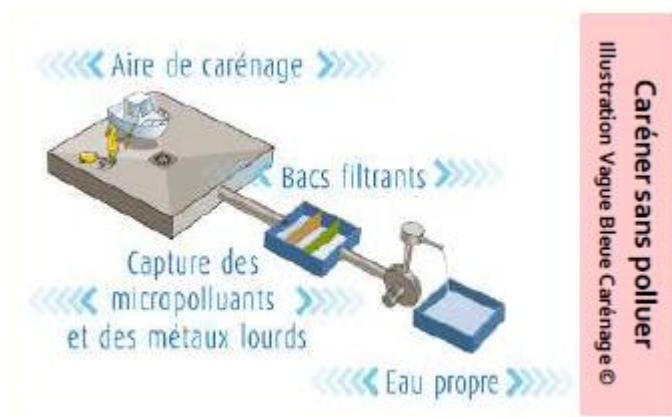 Aire de carénage
Bacs filtrants
Capture des
micropolluants
et des métaux lourds
Eau propre
Caréner sans polluer
Illustration Vague Bleue Carénage ©